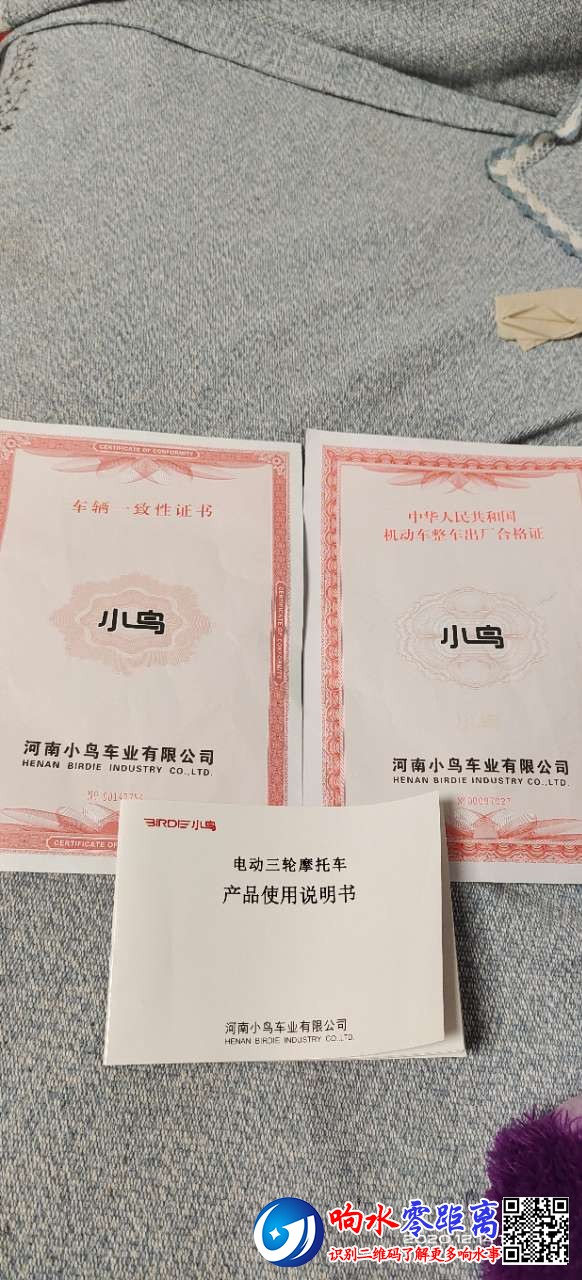 CERTIFICATE OF CONFORMITY
车辆一致性证书
小鸟
CERTIFICATE OF CONFORMITY
河南小鸟车业有限公司
HENAN BIRDIE INDUSTRY CO.,LTD.
CERTIFICATE OF
中华人民共和国
机动车整车出厂合格证
小鸟
河南小鸟车业有限公司
HENAN BIRDIE INDUSTRY CO.,LTD.
BIRDIE小鸟
电动三轮摩托车
产品使用说明书
河南小鸟车业有限公司
HENAN BIRDIE INDUSTRY CO.,LTD.
响水零距离
识别二维码了解更多响水事